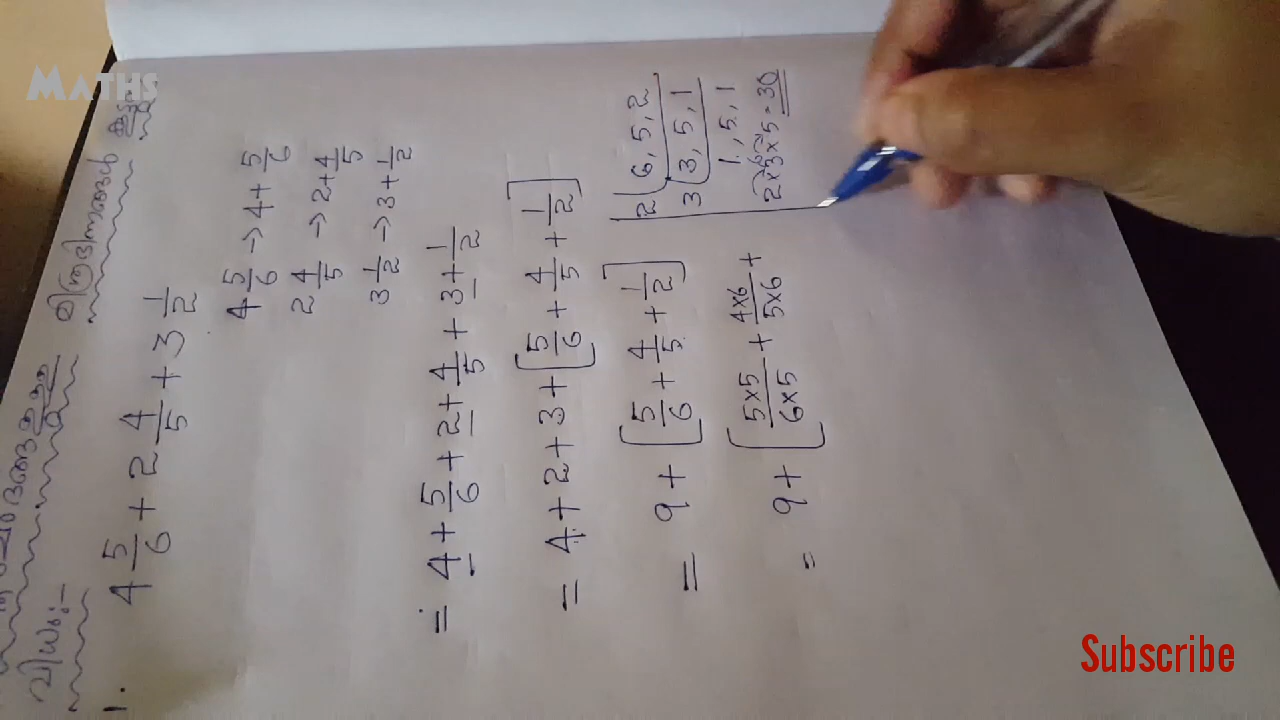 MATHS
വിധം:-
1. 4 5/6 + 2 4/5 + 3 1/2
4 5/6 → 4 + 5/6
2 4/5 → 2 + 4/5
3 1/2 → 3 + 1/2
= 4 + 5/6 + 2 + 4/5 + 3 + 1/2
= 4 + 2 + 3 + [5/6 + 4/5 + 1/2]
= 9 + [5/6 + 4/5 + 1/2]
= 9 + [5×5/6×5 + 4×6/5×6 +
2 | 6, 5, 2
3 | 3, 5, 1
1, 5, 1
6
2×3×5 = 30
Subscribe